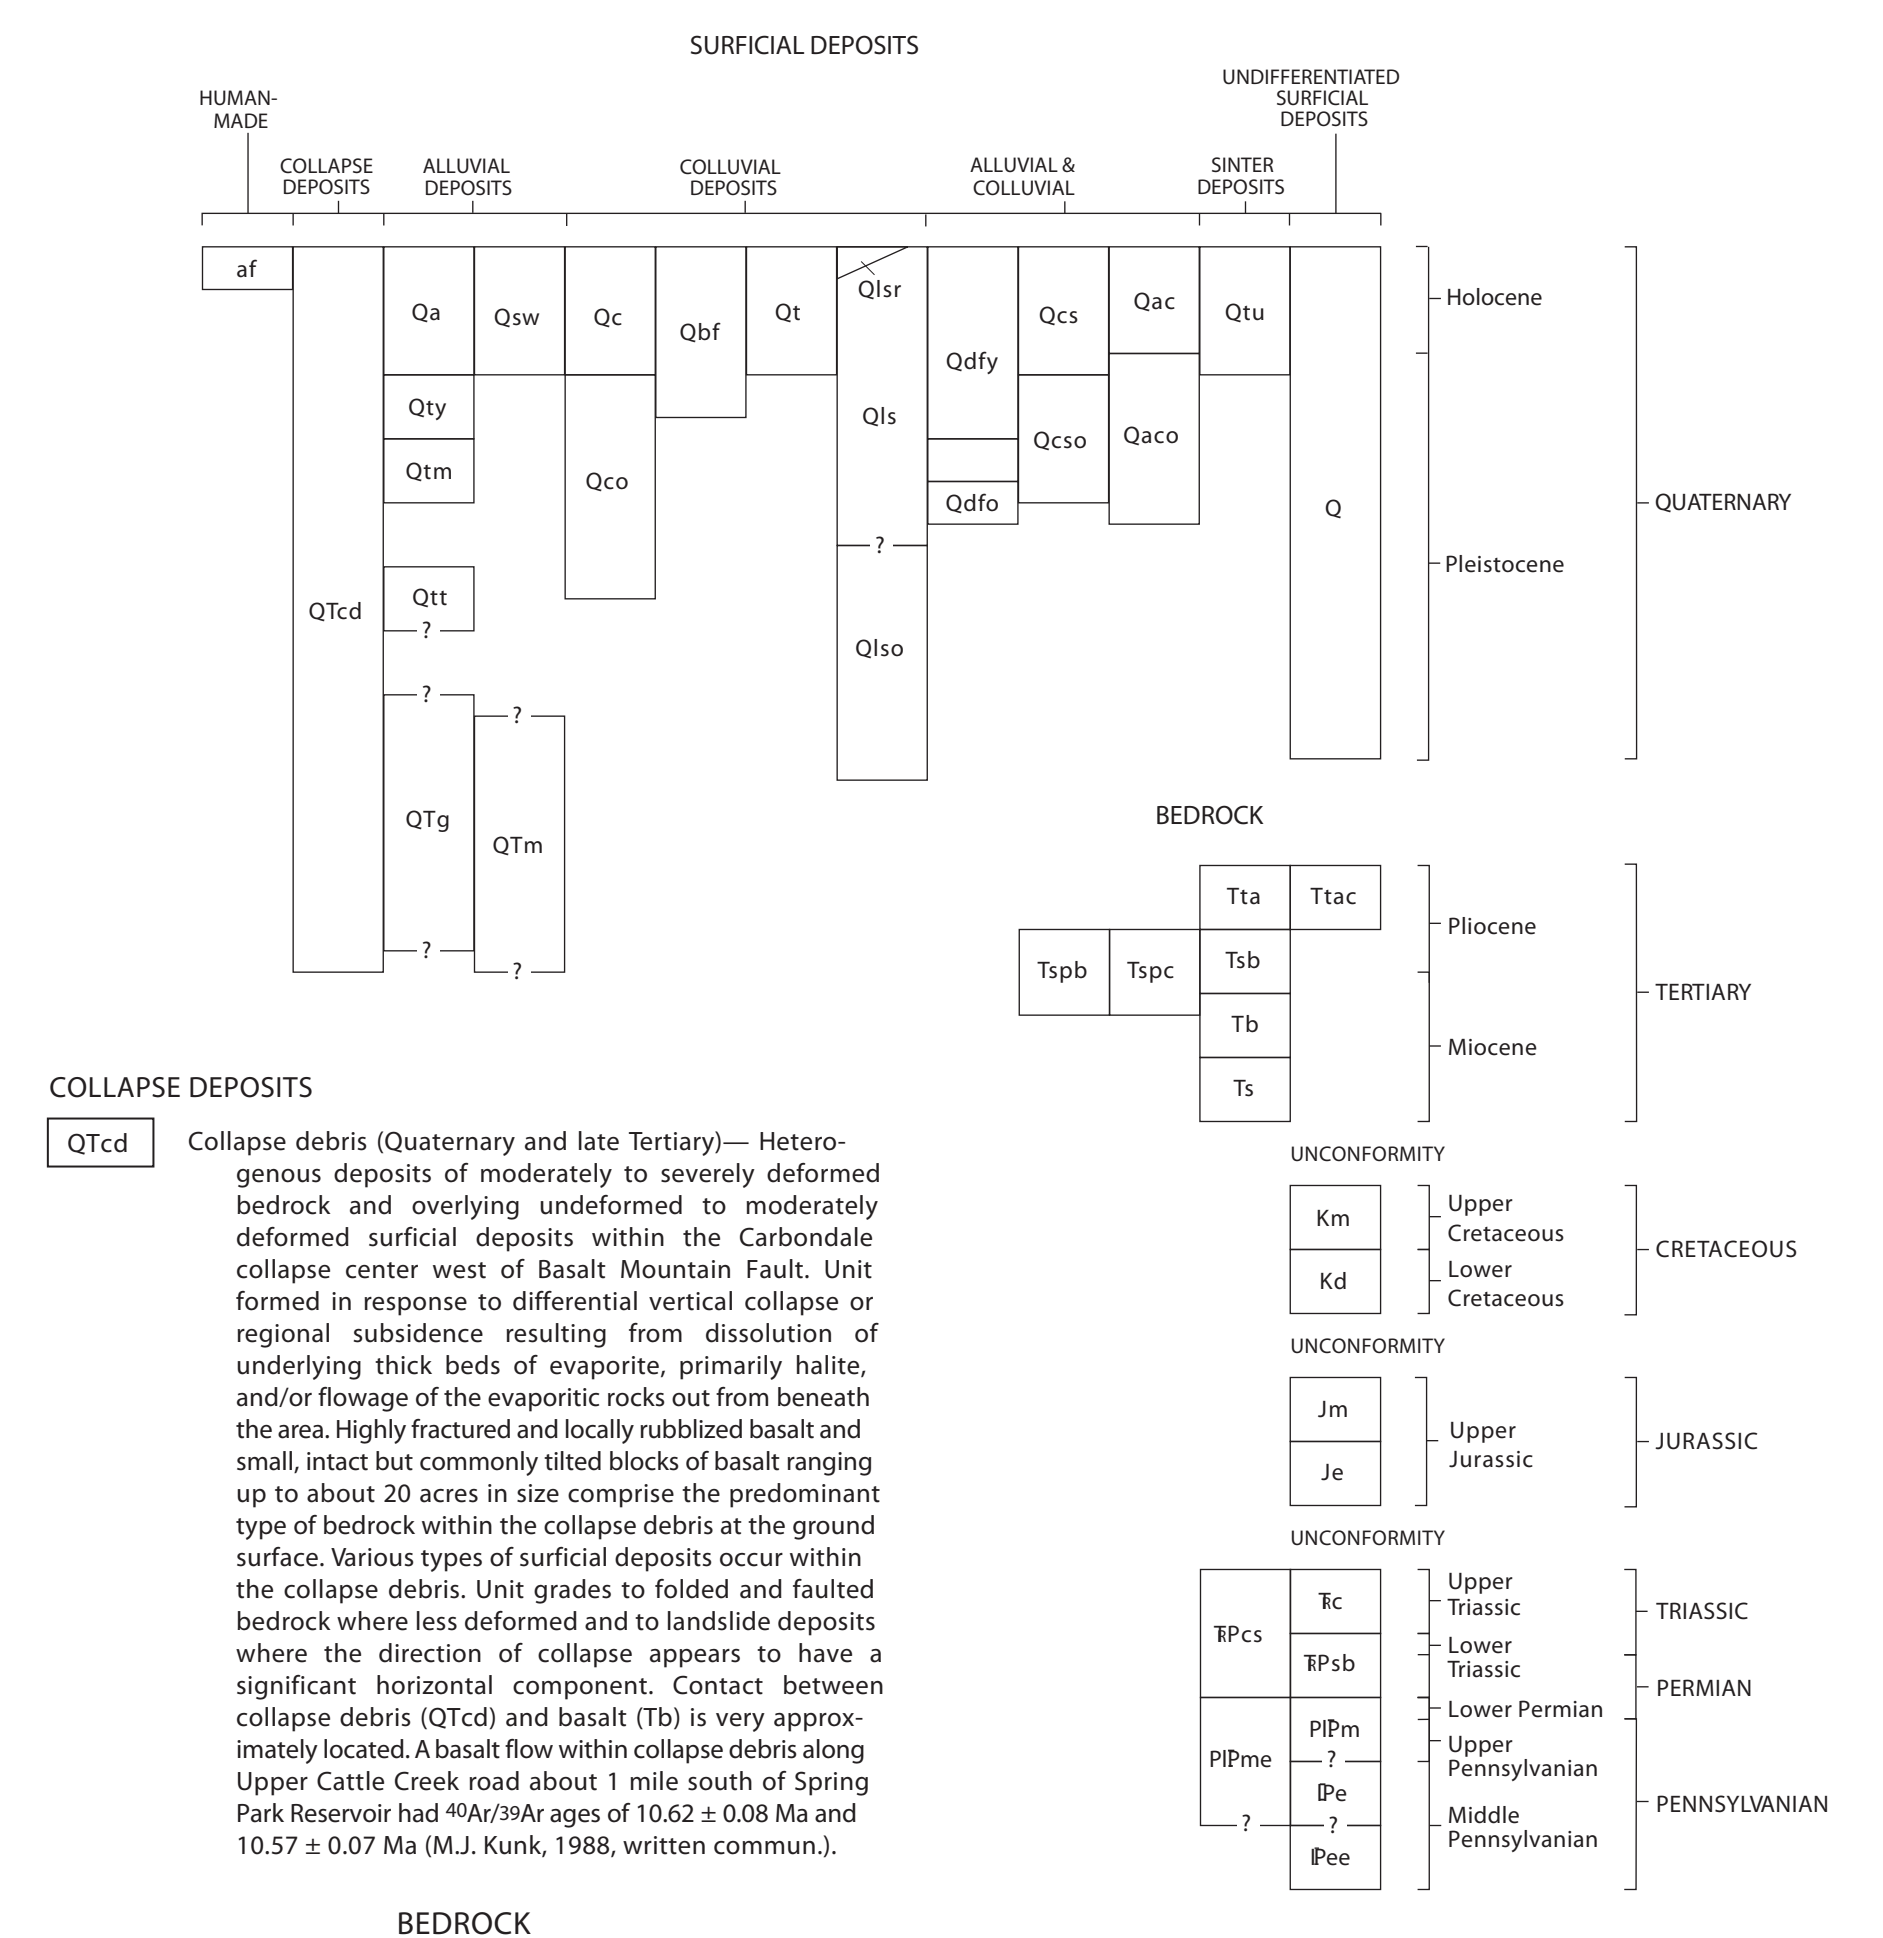 SURFICIAL DEPOSITS
HUMAN-
MADE
UNDIFFERENTIATED
SURFICIAL
DEPOSITS
COLLAPSE
DEPOSITS
ALLUVIAL
DEPOSITS
COLLUVIAL
DEPOSITS
ALLUVIAL &
COLLUVIAL
SINTER
DEPOSITS
af
Qa
Qsw
Qc
Qbf
Qt
Qlsr
Qdfy
Qcs
Qac
Qtu
Holocene
Qty
Qtm
Qco
Qls
Qcso
Qaco
Qdfo
Q
QUATERNARY
?
Pleistocene
QTcd
Qtt
?
Qlso
?
?
QTg
QTm
?
?
BEDROCK
Tta
Ttac
Pliocene
Tspb
Tspc
Tsb
TERTIARY
Tb
Miocene
Ts
UNCONFORMITY
Km
Upper
Cretaceous
CRETACEOUS
Kd
Lower
Cretaceous
UNCONFORMITY
Jm
Upper
Jurassic
JURASSIC
Je
UNCONFORMITY
TRc
Upper
Triassic
TRIASSIC
TRPcs
TRPsb
Lower
Triassic
PERMIAN
Lower Permian
PIPm
Upper
Pennsylvanian
?
PIPme
IPe
PENNSYLVANIAN
?
?
Middle
Pennsylvanian
IPee
COLLAPSE DEPOSITS
QTcd
Collapse debris (Quaternary and late Tertiary)— Hetero-
genous deposits of moderately to severely deformed
bedrock and overlying undeformed to moderately
deformed surficial deposits within the Carbondale
collapse center west of Basalt Mountain Fault. Unit
formed in response to differential vertical collapse or
regional subsidence resulting from dissolution of
underlying thick beds of evaporite, primarily halite,
and/or flowage of the evaporitic rocks out from beneath
the area. Highly fractured and locally rubblized basalt and
small, intact but commonly tilted blocks of basalt ranging
up to about 20 acres in size comprise the predominant
type of bedrock within the collapse debris at the ground
surface. Various types of surficial deposits occur within
the collapse debris. Unit grades to folded and faulted
bedrock where less deformed and to landslide deposits
where the direction of collapse appears to have a
significant horizontal component. Contact between
collapse debris (QTcd) and basalt (Tb) is very approx-
imately located. A basalt flow within collapse debris along
Upper Cattle Creek road about 1 mile south of Spring
Park Reservoir had 40Ar/39Ar ages of 10.62 ± 0.08 Ma and
10.57 ± 0.07 Ma (M.J. Kunk, 1988, written commun.).
BEDROCK